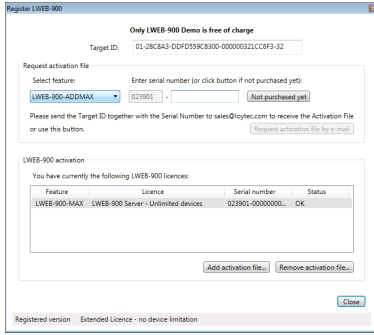 Register LWEB-900
Only LWEB-900 Demo is free of charge
Target ID: 01-28C8A3-DDFD559C8300-000000321CC6F3-32
Request activation file
Select feature: Enter serial number (or click button if not purchased yet):
LWEB-900-ADDMAX 023901 - Not purchased yet
Please send the Target ID together with the Serial Number to sales@loytec.com to receive the Activation File
or use this button. Request activation file by e-mail
LWEB-900 activation
You have currently the following LWEB-900 licences:
Feature Licence Serial number Status
LWEB-900-MAX LWEB-900 Server - Unlimited devices 023901-00000000... OK
Add activation file... Remove activation file...
Close
Registered version Extended Licence - no device limitation